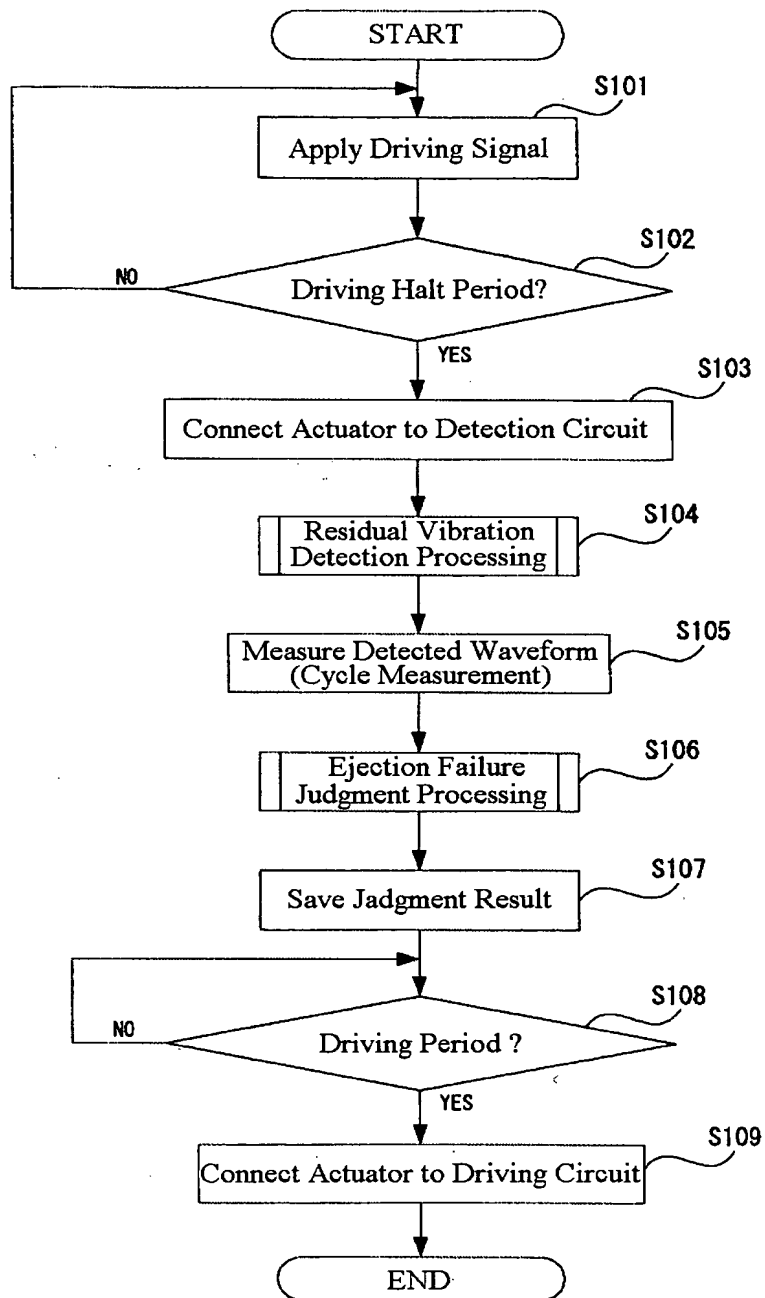 START
S101
Apply Driving Signal
S102
Driving Halt Period?
NO
YES
S103
Connect Actuator to Detection Circuit
S104
Residual Vibration
Detection Processing
S105
Measure Detected Waveform
(Cycle Measurement)
S106
Ejection Failure
Judgment Processing
S107
Save Jadgment Result
S108
Driving Period ?
NO
YES
S109
Connect Actuator to Driving Circuit
END